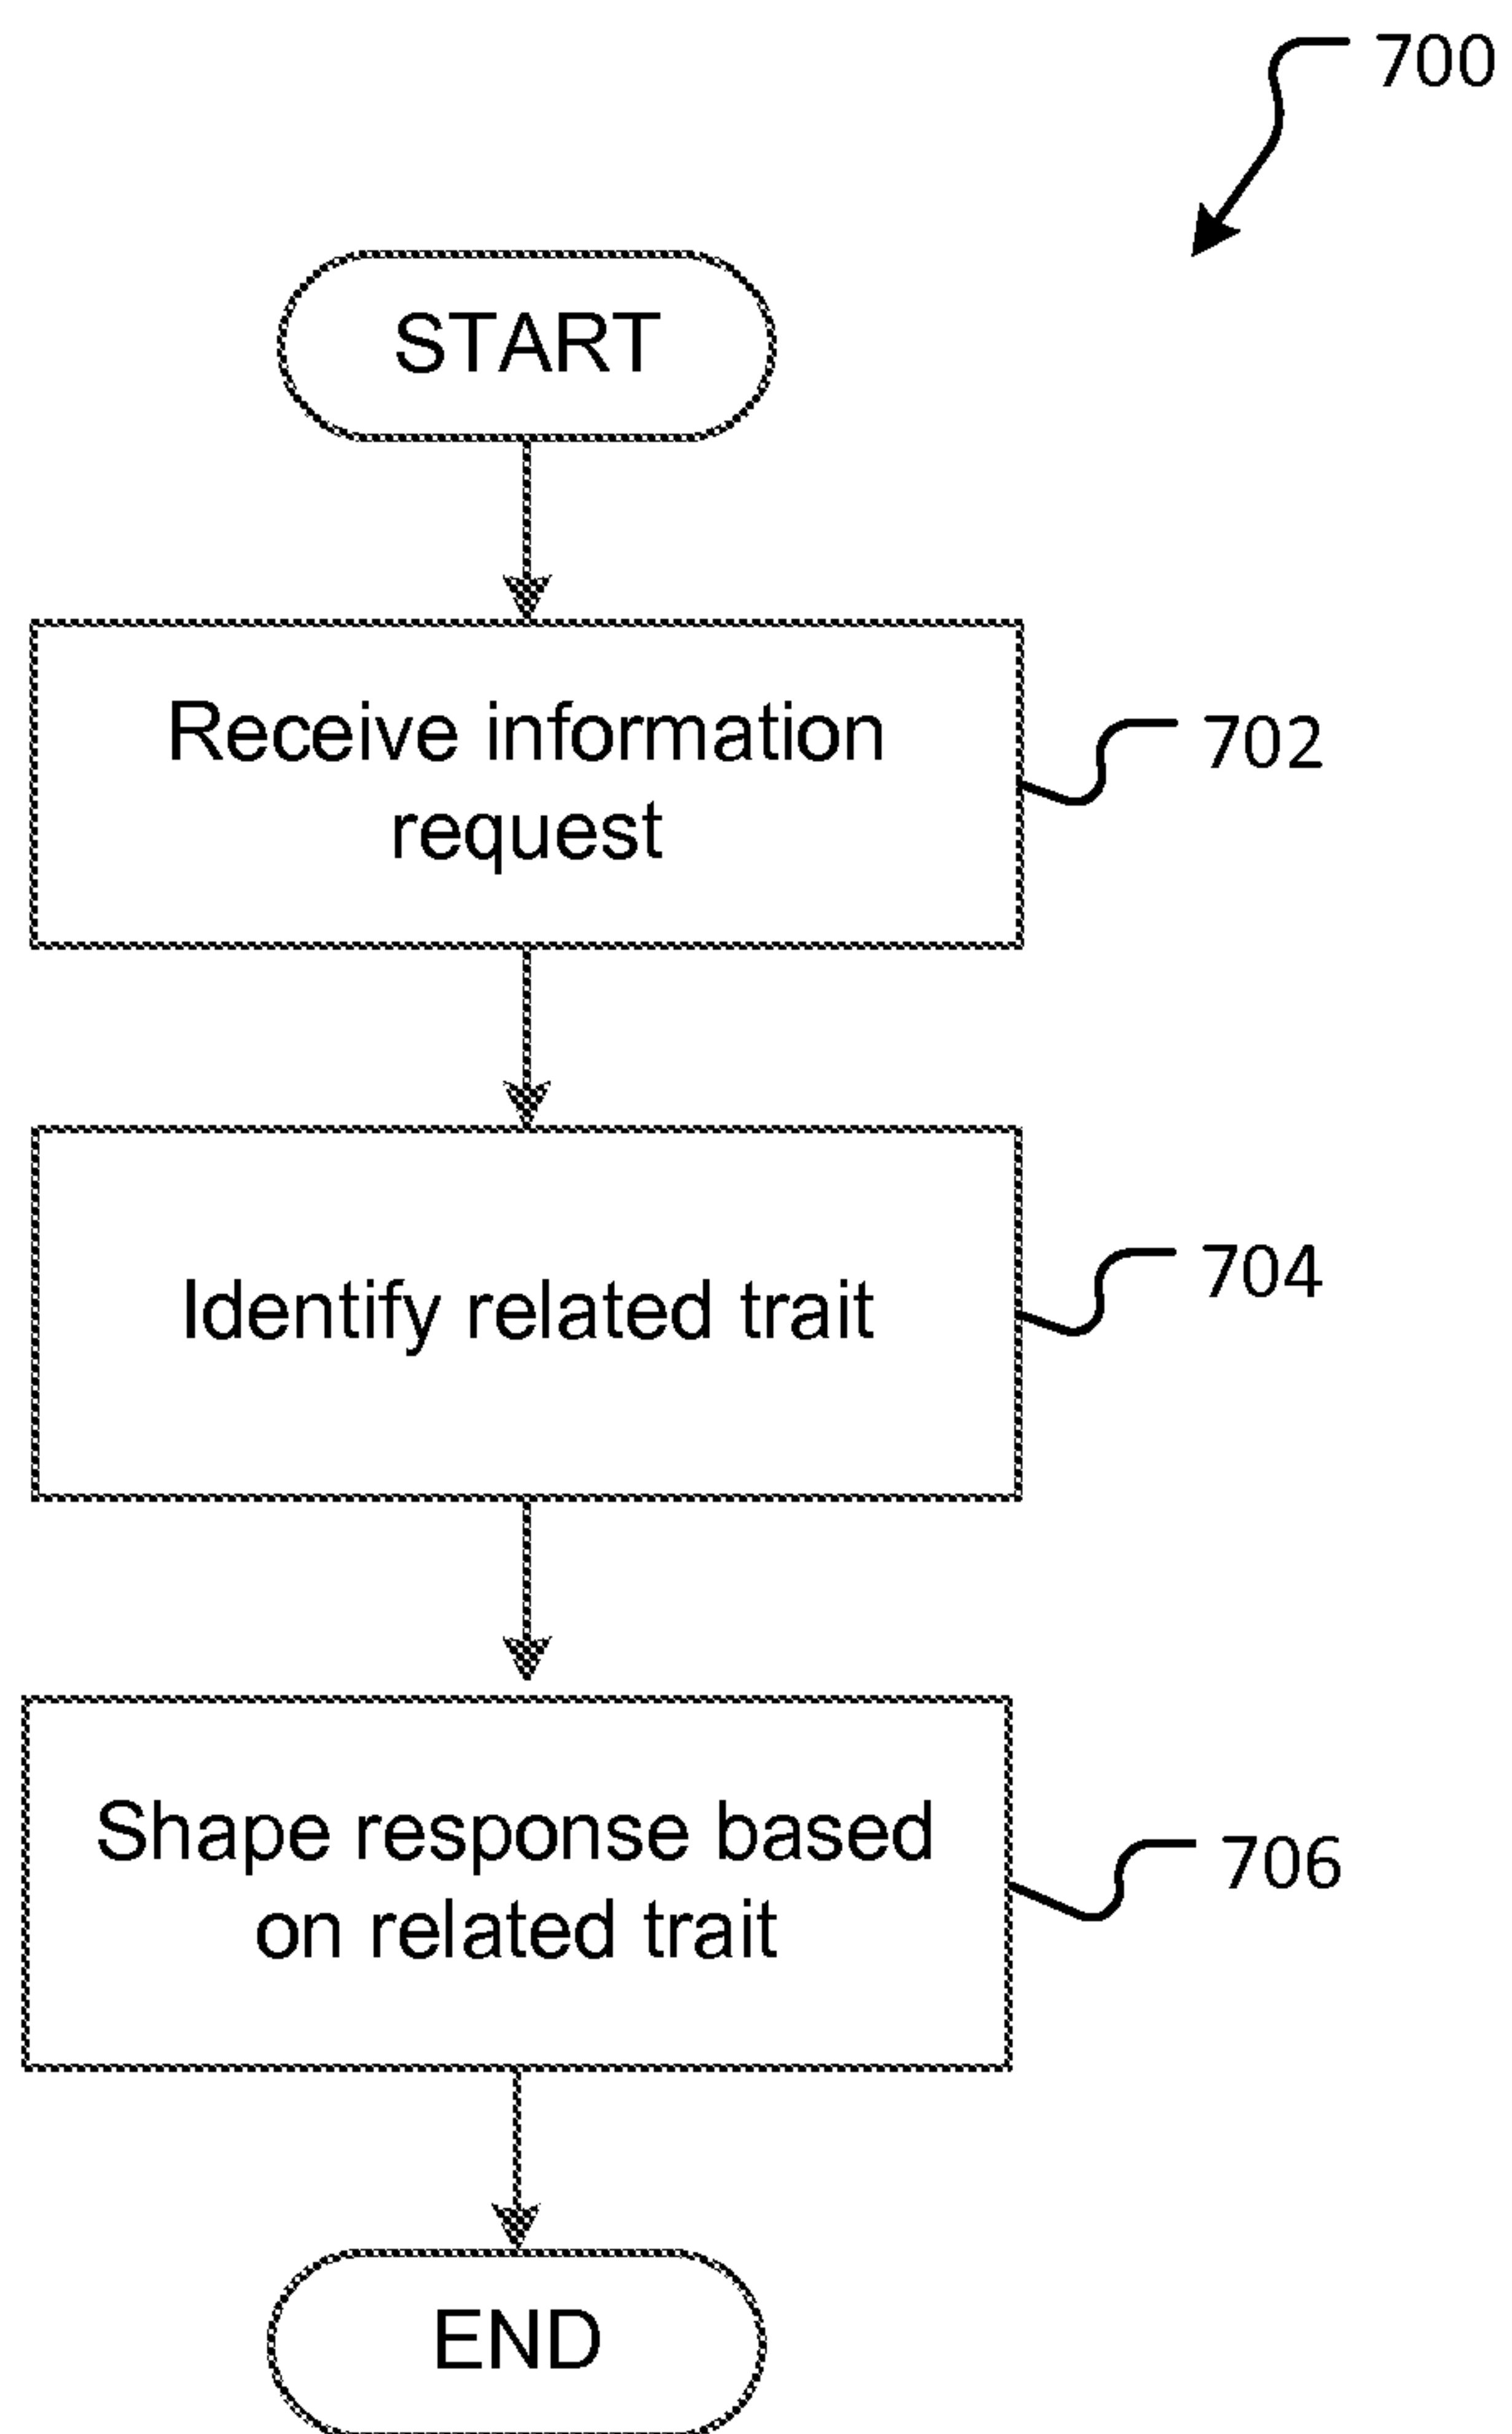 700
START
Receive information
request
702
Identify related trait
704
Shape response based
on related trait
706
END